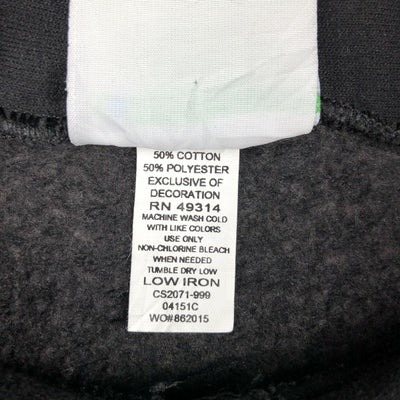 50% COTTON
50% POLYESTER
EXCLUSIVE OF
DECORATION
RN 49314
MACHINE WASH COLD
WITH LIKE COLORS
USE ONLY
NON-CHLORINE BLEACH
WHEN NEEDED
TUMBLE DRY LOW
LOW IRON
CS2071-999
04151C
WO#862015